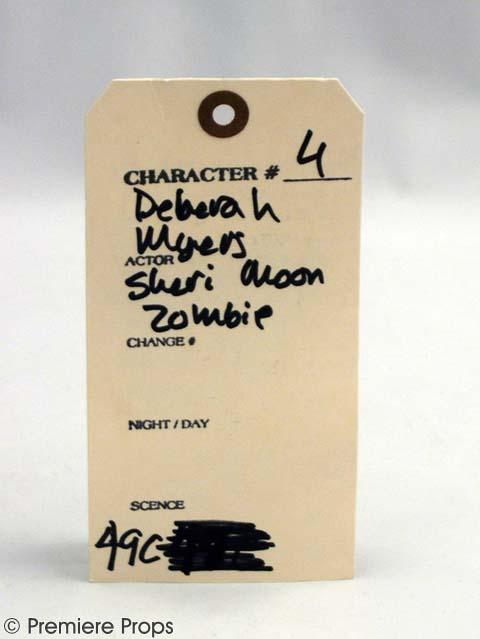 CHARACTER # 4
Deborah
Myers
ACTOR
Sheri Moon
Zombie
CHANGE #
NIGHT / DAY
SCENCE
49C
© Premiere Props